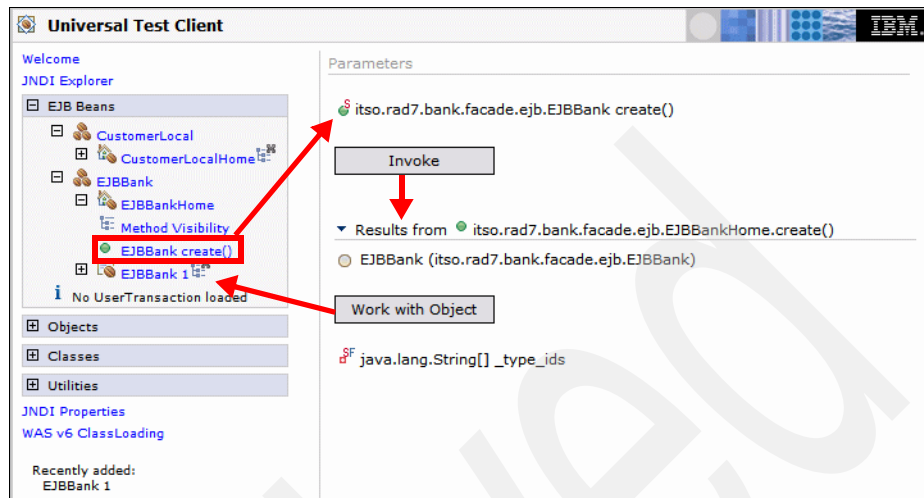 Universal Test Client
IBM.
Welcome
JNDI Explorer
EJB Beans
CustomerLocal
CustomerLocalHome
EJBBank
EJBBankHome
Method Visibility
EJBBank create()
EJBBank 1
i No UserTransaction loaded
Objects
Classes
Utilities
JNDI Properties
WAS v6 ClassLoading
Recently added:
EJBBank 1
Parameters
S itso.rad7.bank.facade.ejb.EJBBank create()
Invoke
Results from itso.rad7.bank.facade.ejb.EJBBankHome.create()
EJBBank (itso.rad7.bank.facade.ejb.EJBBank)
Work with Object
SF java.lang.String[] _type_ids